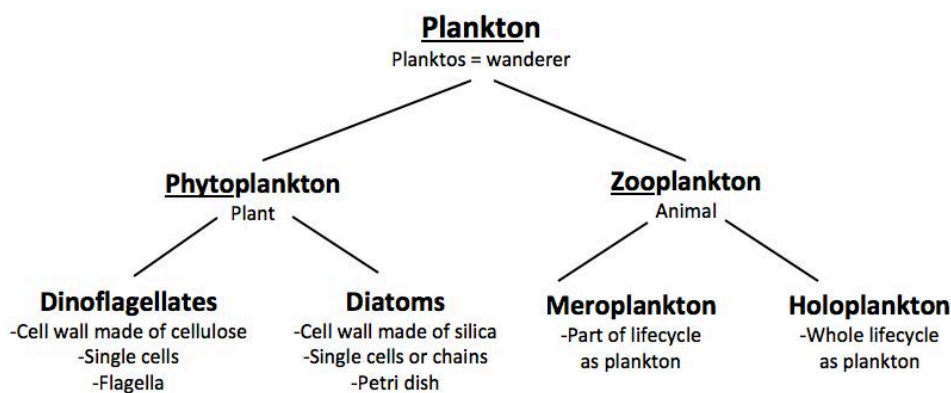 Plankton
Planktos = wanderer
Phytoplankton
Plant
Zooplankton
Animal
Dinoflagellates
-Cell wall made of cellulose
-Single cells
-Flagella
Diatoms
-Cell wall made of silica
-Single cells or chains
-Petri dish
Meroplankton
-Part of lifecycle
as plankton
Holoplankton
-Whole lifecycle
as plankton